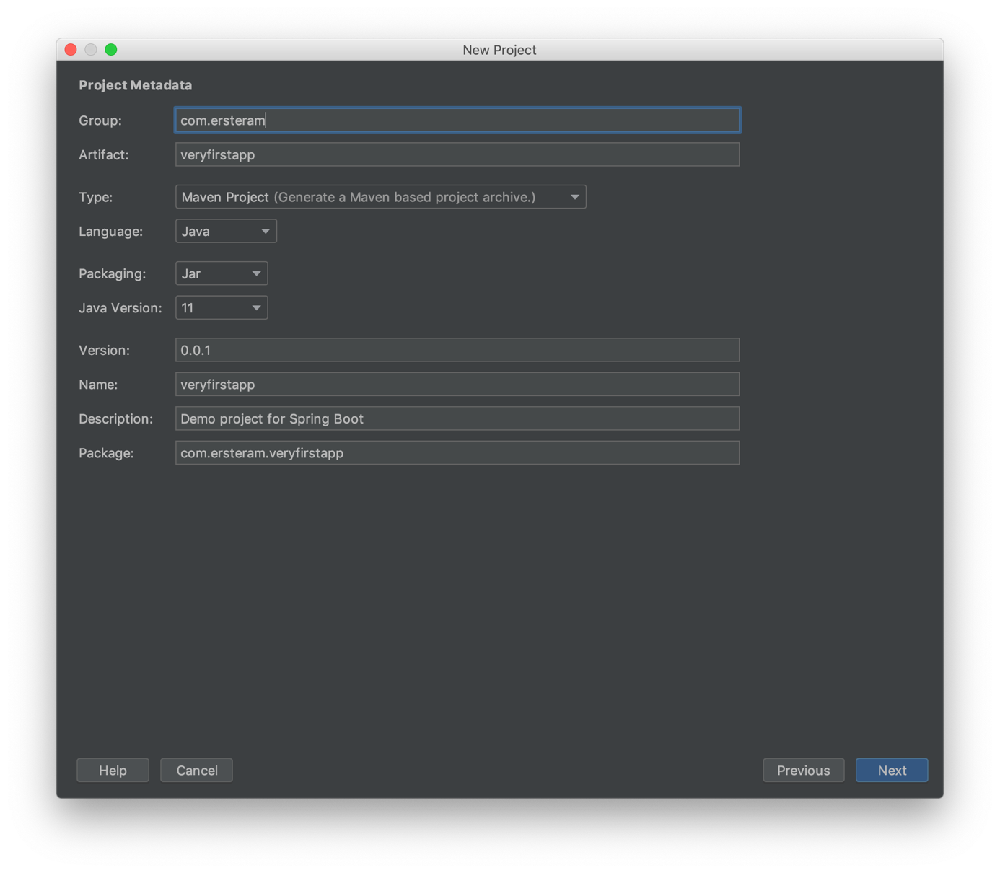 New Project
Project Metadata
Group: com.ersteram
Artifact: veryfirstapp
Type: Maven Project (Generate a Maven based project archive.)
Language: Java
Packaging: Jar
Java Version: 11
Version: 0.0.1
Name: veryfirstapp
Description: Demo project for Spring Boot
Package: com.ersteram.veryfirstapp
Help Cancel Previous Next